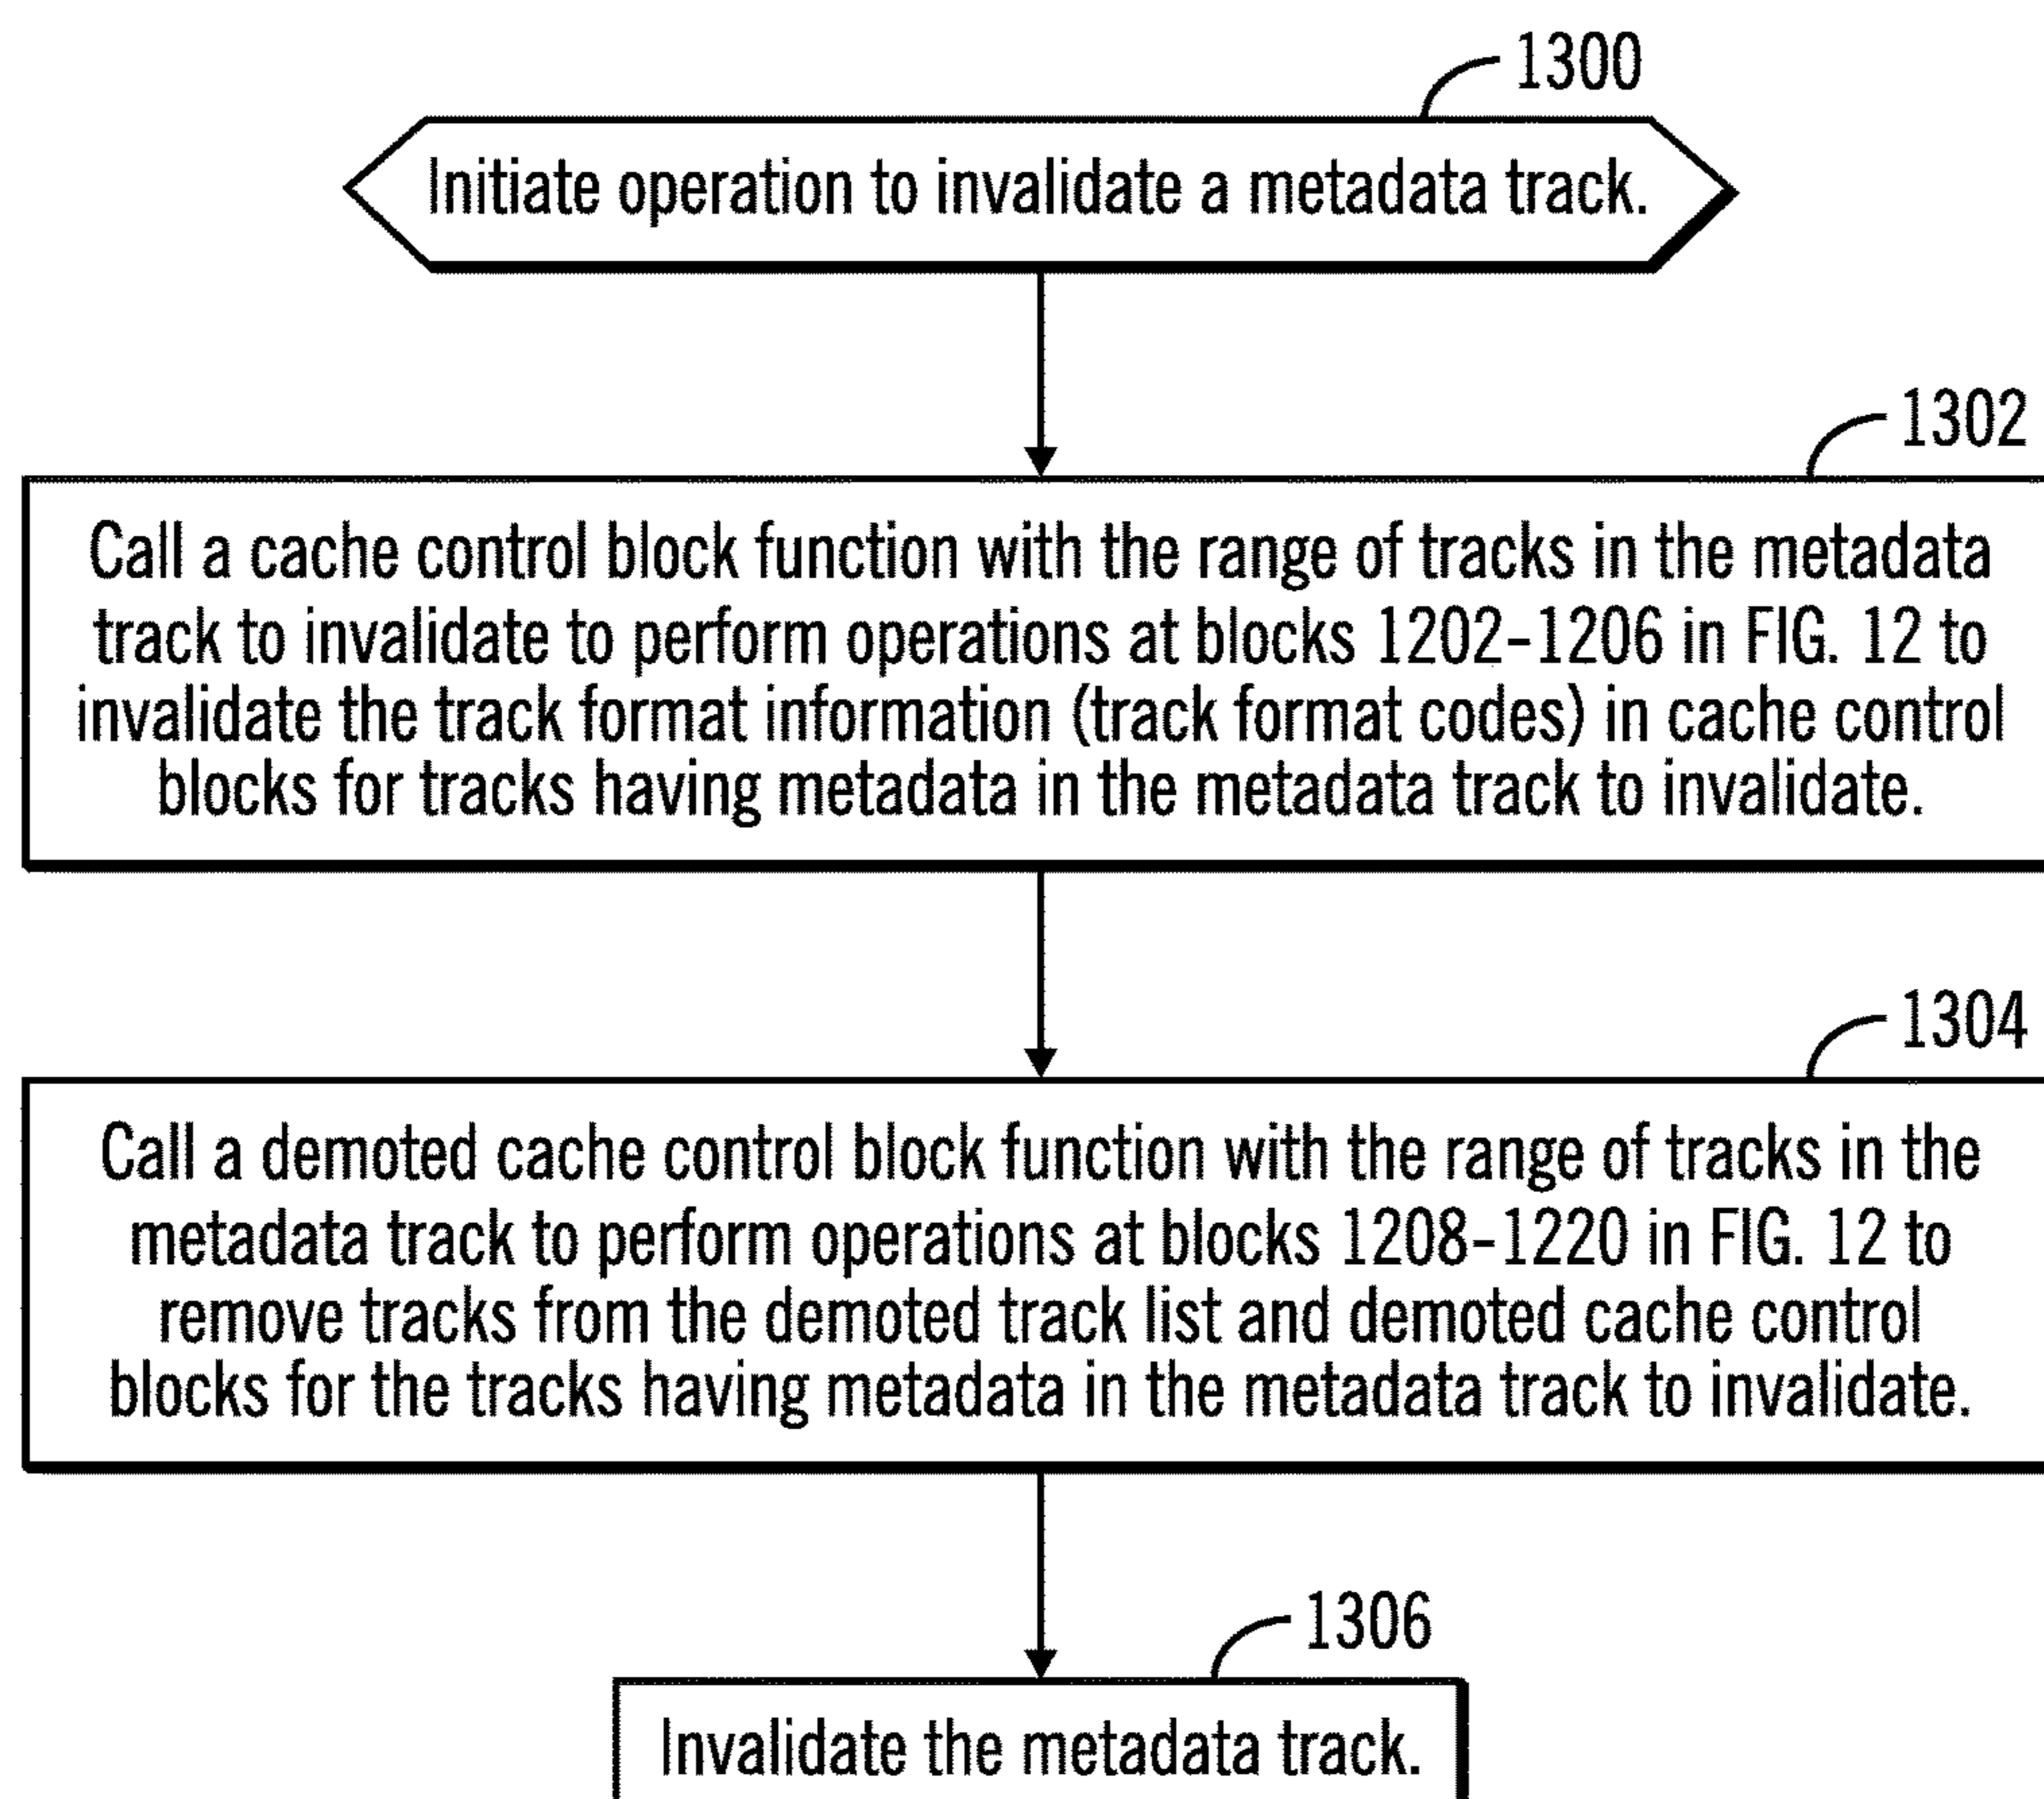 1300
Initiate operation to invalidate a metadata track.
1302
Call a cache control block function with the range of tracks in the metadata
track to invalidate to perform operations at blocks 1202-1206 in FIG. 12 to
invalidate the track format information (track format codes) in cache control
blocks for tracks having metadata in the metadata track to invalidate.
1304
Call a demoted cache control block function with the range of tracks in the
metadata track to perform operations at blocks 1208-1220 in FIG. 12 to
remove tracks from the demoted track list and demoted cache control
blocks for the tracks having metadata in the metadata track to invalidate.
1306
Invalidate the metadata track.